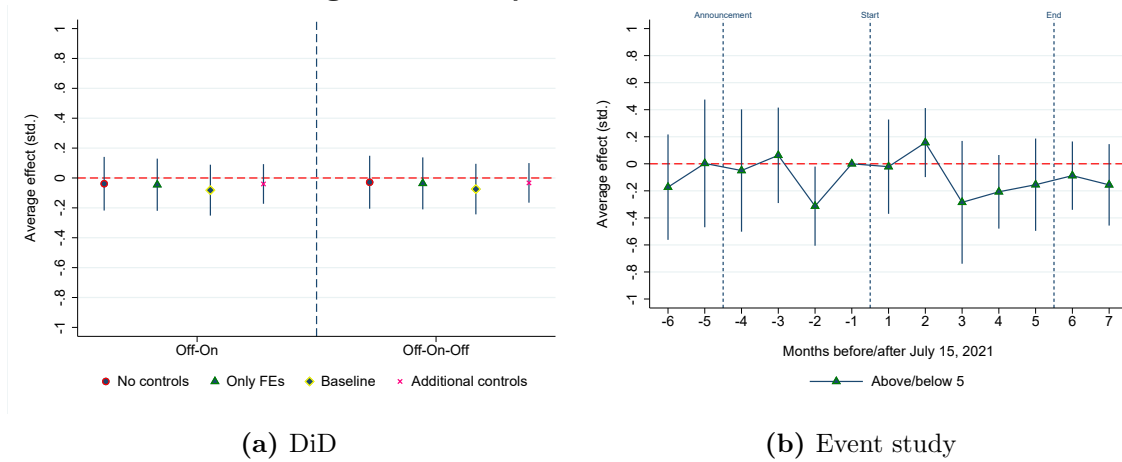 Average effect (std.)
1
.8
.6
.4
.2
0
-.2
-.4
-.6
-.8
-1
Off-On
Off-On-Off
No controls
Only FEs
Baseline
Additional controls
(a) DiD
Announcement
Start
End
Average effect (std.)
1
.8
.6
.4
.2
0
-.2
-.4
-.6
-.8
-1
-6 -5 -4 -3 -2 -1 1 2 3 4 5 6 7
Months before/after July 15, 2021
Above/below 5
(b) Event study